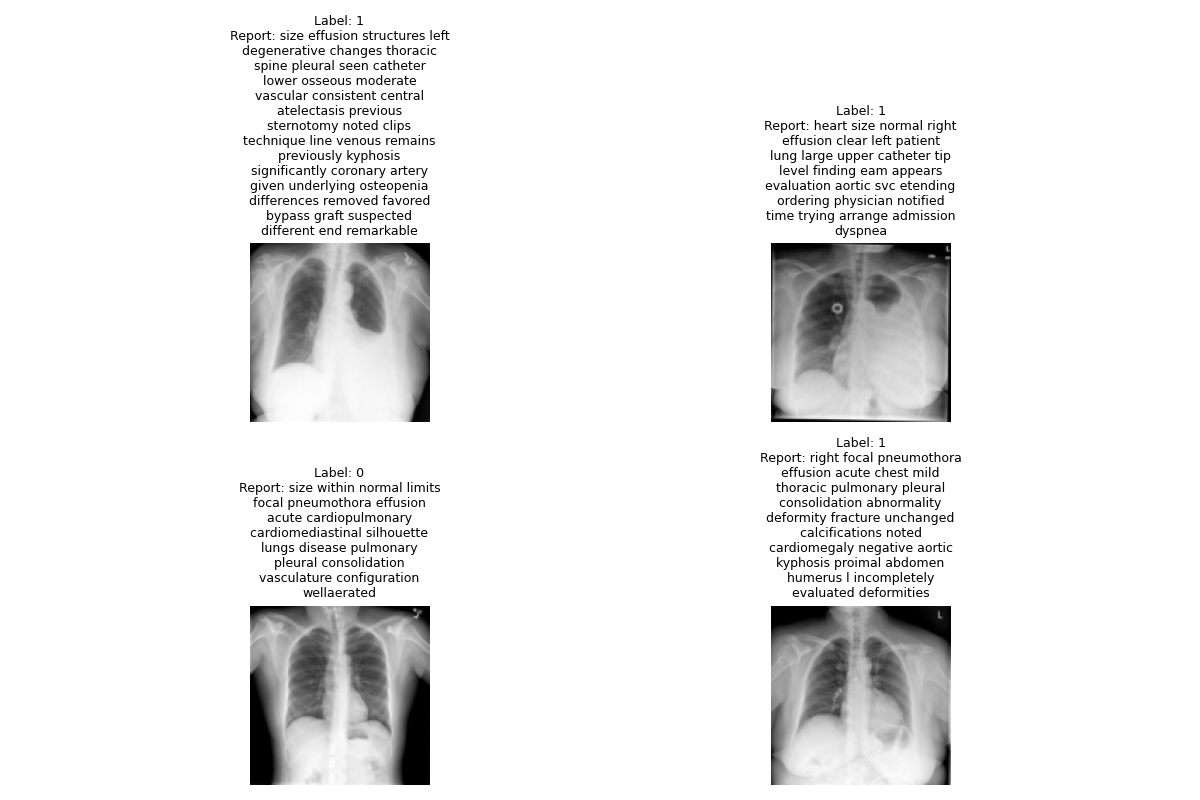 Label: 1
Report: size effusion structures left
degenerative changes thoracic
spine pleural seen catheter
lower osseous moderate
vascular consistent central
atelectasis previous
sternotomy noted clips
technique line venous remains
previously kyphosis
significantly coronary artery
given underlying osteopenia
differences removed favored
bypass graft suspected
different end remarkable
Label: 1
Report: heart size normal right
effusion clear left patient
lung large upper catheter tip
level finding eam appears
evaluation aortic svc etending
ordering physician notified
time trying arrange admission
dyspnea
Label: 0
Report: size within normal limits
focal pneumothora effusion
acute cardiopulmonary
cardiomediastinal silhouette
lungs disease pulmonary
pleural consolidation
vasculature configuration
wellaerated
Label: 1
Report: right focal pneumothora
effusion acute chest mild
thoracic pulmonary pleural
consolidation abnormality
deformity fracture unchanged
calcifications noted
cardiomegaly negative aortic
kyphosis proimal abdomen
humerus l incompletely
evaluated deformities
L